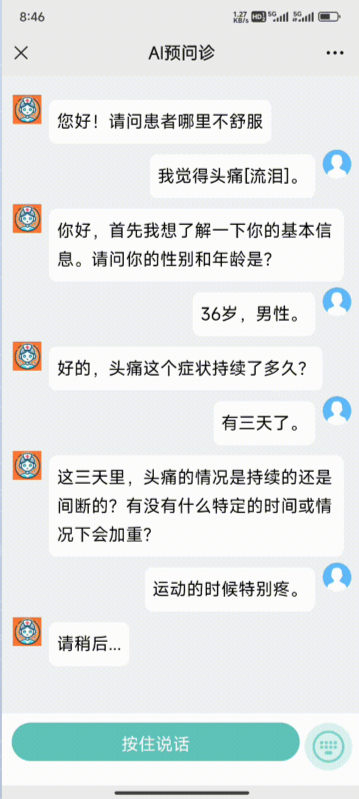 8:46
1.27 KB/s HD 5G 5G
AI预问诊
您好！请问患者哪里不舒服
我觉得头痛[流泪]。
你好，首先我想了解一下你的基本信
息。请问你的性别和年龄是？
36岁，男性。
好的，头痛这个症状持续了多久？
有三天了。
这三天里，头痛的情况是持续的还是
间断的？有没有什么特定的时间或情
况下会加重？
运动的时候特别疼。
请稍后...
按住说话